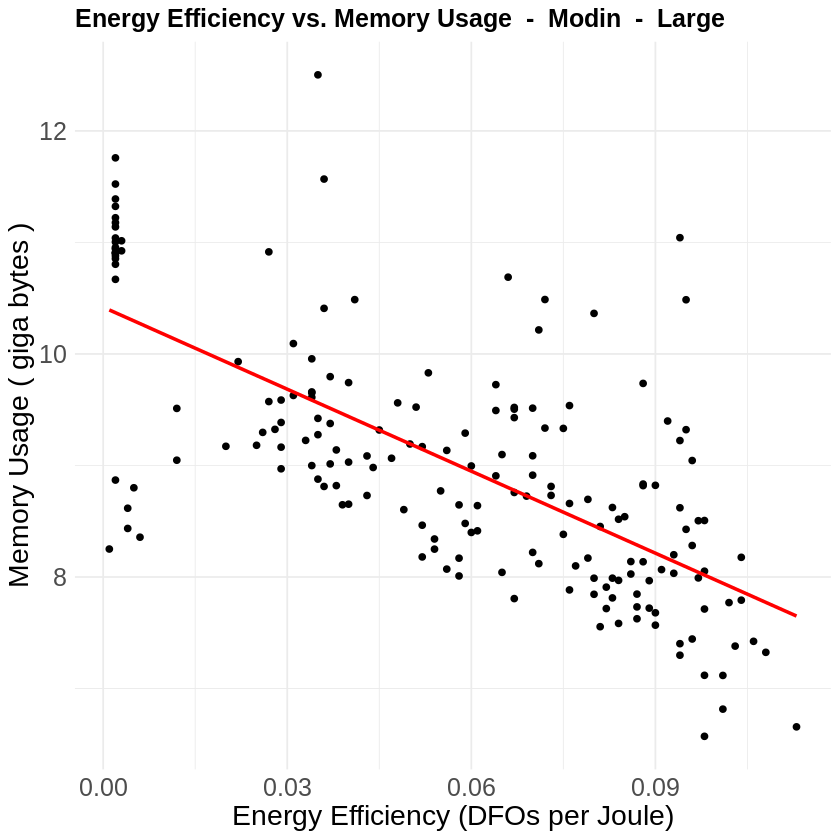 Energy Efficiency vs. Memory Usage - Modin - Large
Memory Usage ( giga bytes )
12
10
8
0.00 0.03 0.06 0.09
Energy Efficiency (DFOs per Joule)